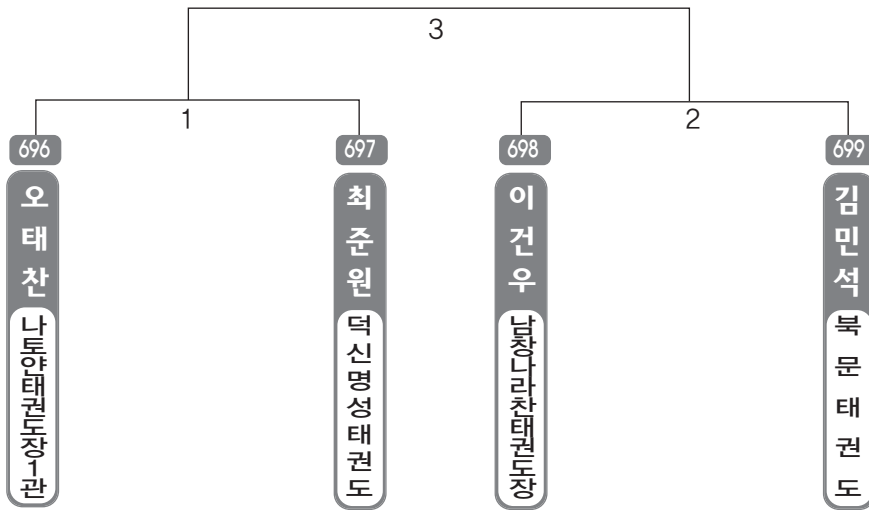 3
1
2
696
697
698
699
오태찬
최준원
이건우
김민석
나토얀태권도장1관
덕신명성태권도
남창나라찬태권도장
북문태권도